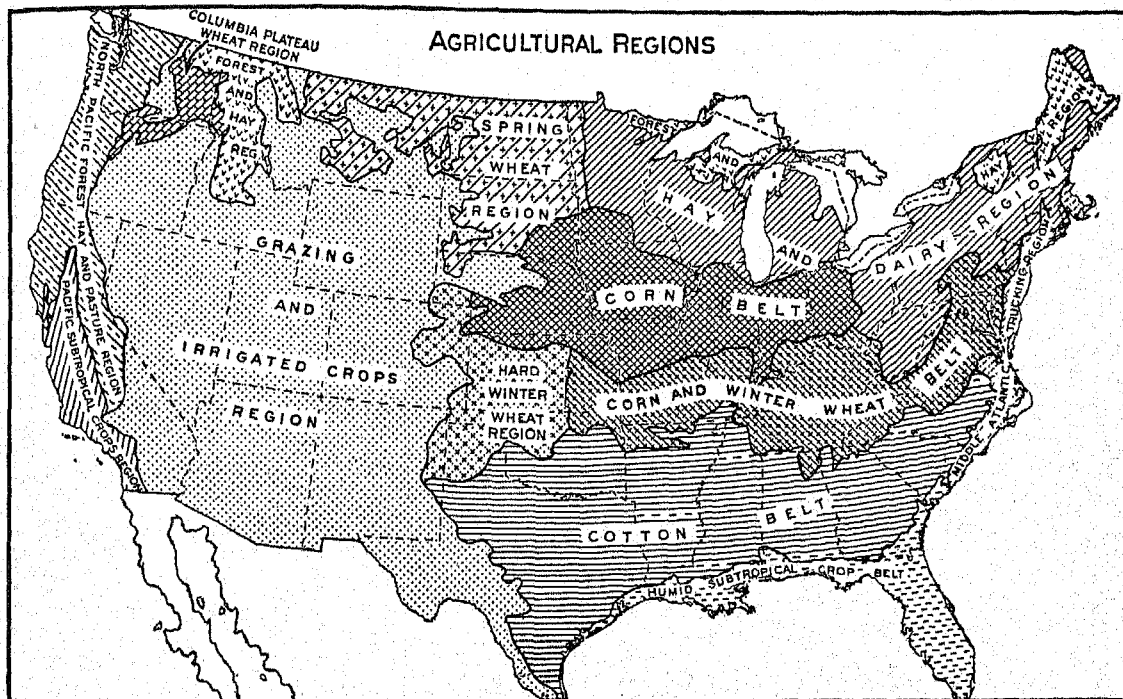 AGRICULTURAL REGIONS
COLUMBIA PLATEAU
WHEAT REGION
FOREST
AND
HAY
REG.
NORTH PACIFIC FOREST, HAY AND PASTURE REGION
PACIFIC SUBTROPICAL CROPS REGION
GRAZING
AND
IRRIGATED CROPS
REGION
SPRING
WHEAT
REGION
FOREST
AND
HAY
REGION
HAY
AND
DAIRY REGION
CORN BELT
HARD
WINTER
WHEAT
REGION
CORN AND WINTER WHEAT
BELT
COTTON BELT
MIDDLE ATLANTIC TRUCKING REGION
HUMID SUBTROPICAL CROP BELT